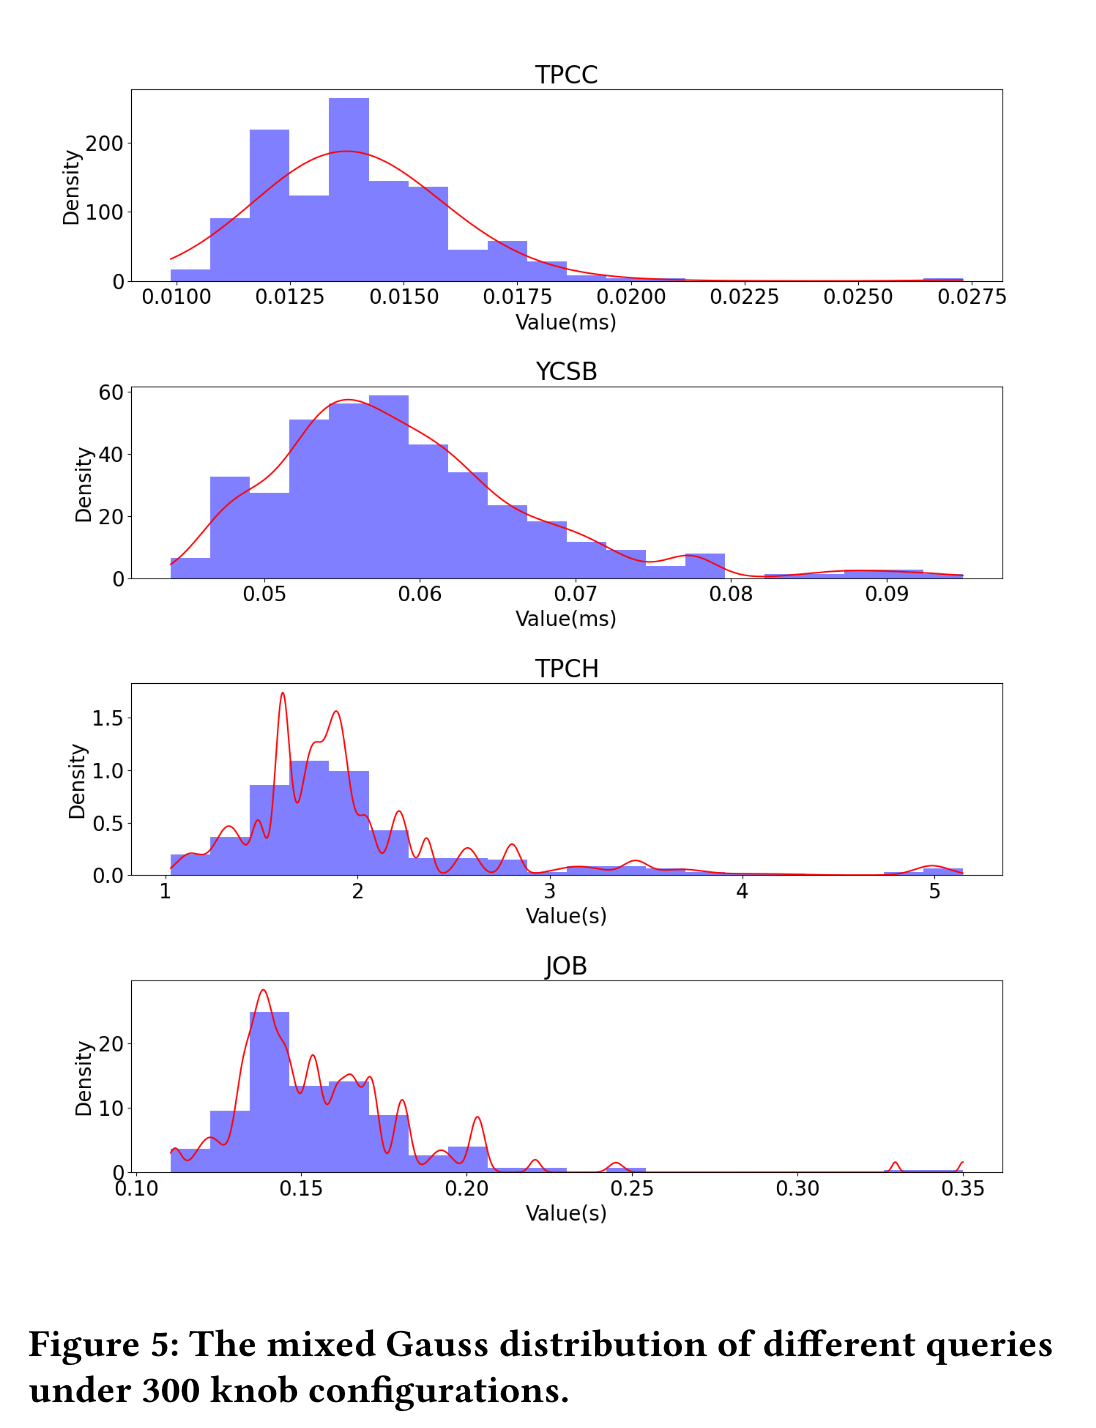 TPCC
Density
200
100
0
0.0100 0.0125 0.0150 0.0175 0.0200 0.0225 0.0250 0.0275
Value(ms)
YCSB
Density
60
40
20
0
0.05 0.06 0.07 0.08 0.09
Value(ms)
TPCH
Density
1.5
1.0
0.5
0.0
1 2 3 4 5
Value(s)
JOB
Density
20
10
0
0.10 0.15 0.20 0.25 0.30 0.35
Value(s)
Figure 5: The mixed Gauss distribution of different queries
under 300 knob configurations.